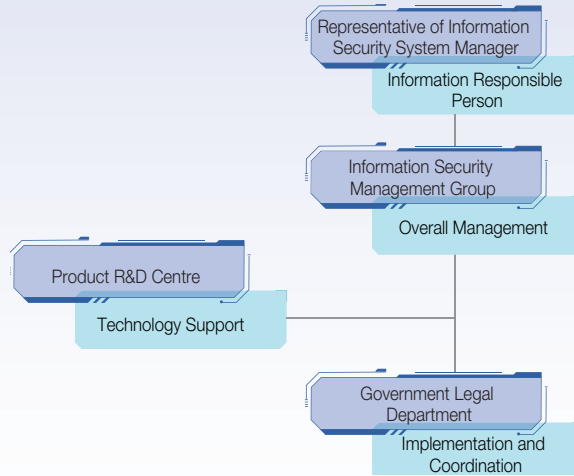 Representative of Information
Security System Manager
Information Responsible
Person
Information Security
Management Group
Overall Management
Product R&D Centre
Technology Support
Government Legal
Department
Implementation and
Coordination